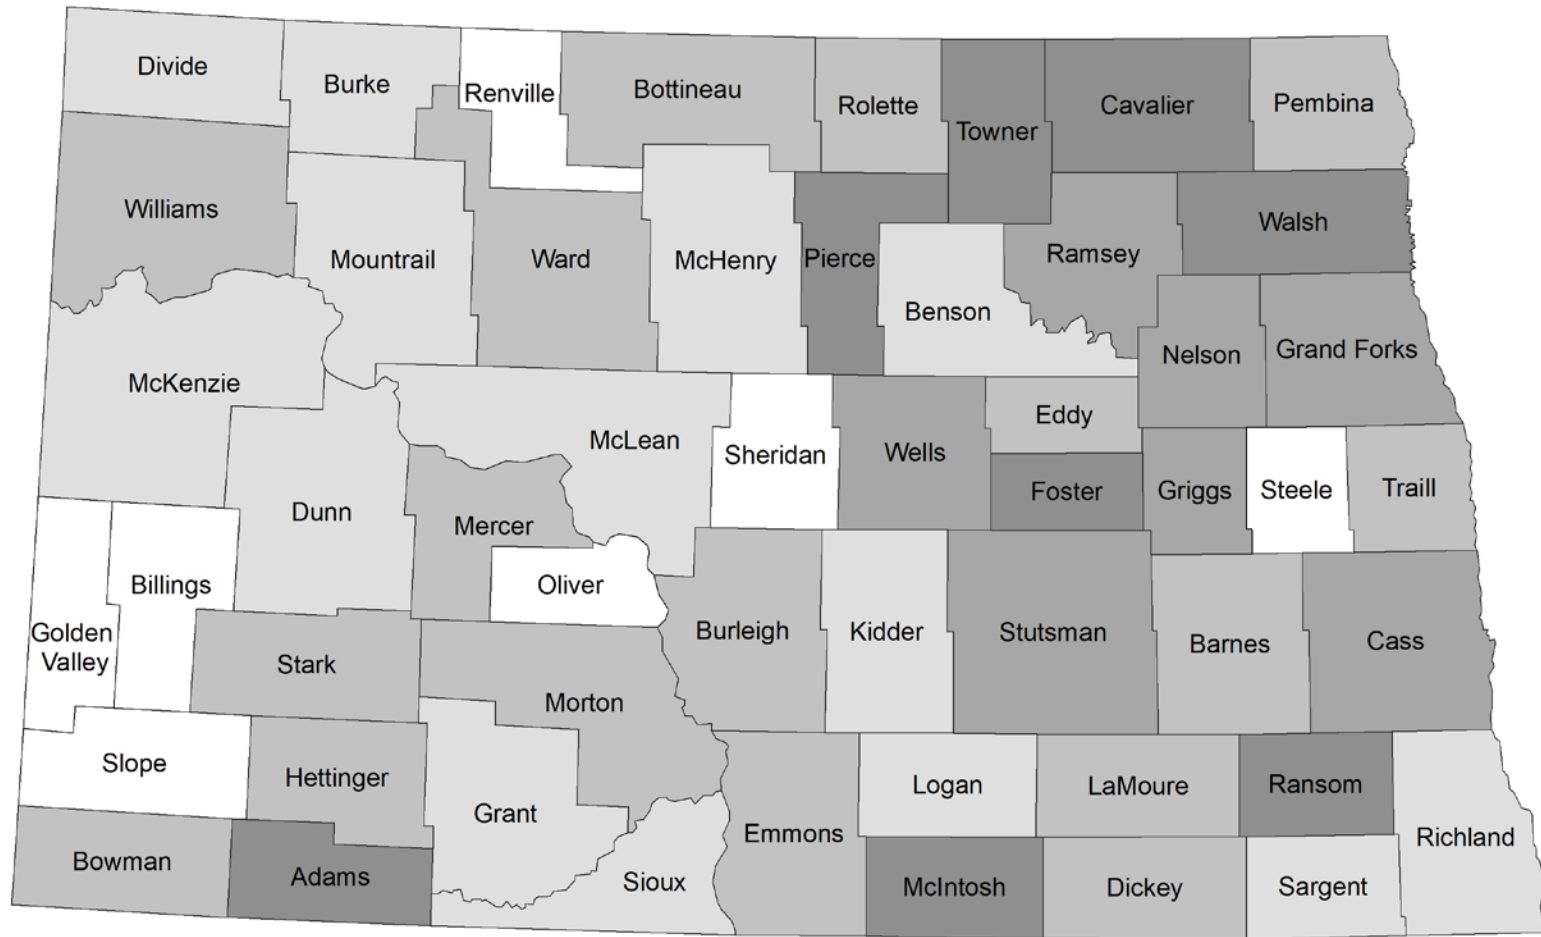 Divide
Burke
Renville
Bottineau
Rolette
Towner
Cavalier
Pembina
Williams
Mountrail
Ward
McHenry
Pierce
Benson
Ramsey
Walsh
McKenzie
Nelson
Grand Forks
Dunn
McLean
Sheridan
Wells
Eddy
Foster
Griggs
Steele
Traill
Mercer
Oliver
Golden
Valley
Billings
Stark
Morton
Burleigh
Kidder
Stutsman
Barnes
Cass
Slope
Hettinger
Grant
Emmons
Logan
LaMoure
Ransom
Richland
Bowman
Adams
Sioux
McIntosh
Dickey
Sargent